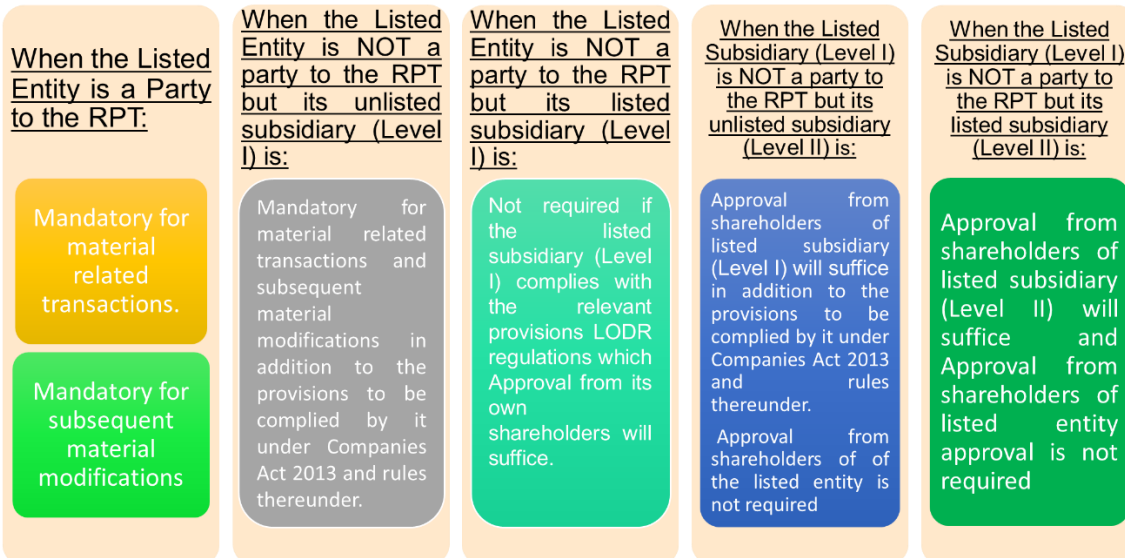 When the Listed
Entity is a Party
to the RPT:
Mandatory for
material
related
transactions.
Mandatory for
subsequent
material
modifications
When the Listed
Entity is NOT a
party to the RPT
but its unlisted
subsidiary (Level
I) is:
Mandatory for
material related
transactions and
subsequent
material
modifications in
addition to the
provisions to be
complied by it
under Companies
Act 2013 and rules
thereunder.
When the Listed
Entity is NOT a
party to the RPT
but its listed
subsidiary (Level
I) is:
Not required if
the listed
subsidiary (Level
I) complies with
the relevant
provisions LODR
regulations which
Approval from its
own
shareholders will
suffice.
When the Listed
Subsidiary (Level I)
is NOT a party to
the RPT but its
unlisted subsidiary
(Level II) is:
Approval from
shareholders of
listed subsidiary
(Level I) will suffice
in addition to the
provisions to be
complied by it under
Companies Act 2013
and rules
thereunder.
Approval from
shareholders of of
the listed entity is
not required
When the Listed
Subsidiary (Level I)
is NOT a party to
the RPT but its
listed subsidiary
(Level II) is:
Approval from
shareholders of
listed subsidiary
(Level II) will
suffice and
Approval from
shareholders of
listed entity
approval is not
required